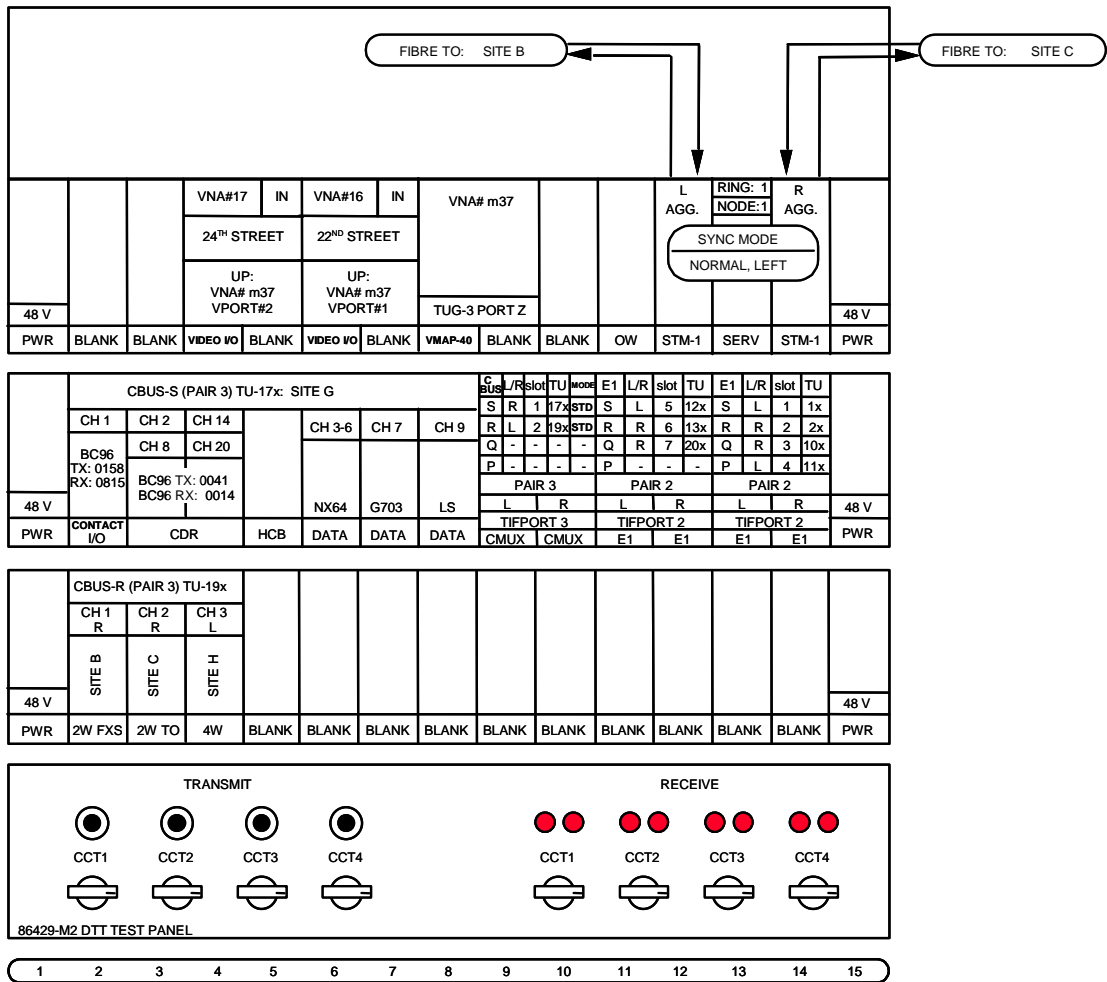 FIBRE TO: SITE B
FIBRE TO: SITE C
VNA#17 IN VNA#16 IN VNA# m37 L AGG. RING: 1 R AGG.
NODE:1
24TH STREET 22ND STREET
SYNC MODE
NORMAL, LEFT
UP: UP:
VNA# m37 VNA# m37
VPORT#2 VPORT#1
TUG-3 PORT Z
48 V 48 V
PWR BLANK BLANK VIDEO I/O BLANK VIDEO I/O BLANK VMAP-40 BLANK BLANK OW STM-1 SERV STM-1 PWR
CBUS-S (PAIR 3) TU-17x: SITE G
C BUS L/R slot TU MODE E1 L/R slot TU E1 L/R slot TU
S R 1 17x STD S L 5 12x S L 1 1x
R L 2 19x STD R R 6 13x R R 2 2x
Q - - - - Q R 7 20x Q R 3 10x
P - - - - P - - - P L 4 11x
PAIR 3 PAIR 2 PAIR 2
L R L R L R
TIFPORT 3 TIFPORT 2 TIFPORT 2
CMUX CMUX E1 E1 E1 E1
CH 1 CH 2 CH 14 CH 3-6 CH 7 CH 9
CH 8 CH 20
BC96
TX: 0158
RX: 0815
BC96 TX: 0041
BC96 RX: 0014
NX64 G703 LS
48 V 48 V
PWR CONTACT I/O CDR HCB DATA DATA DATA PWR
CBUS-R (PAIR 3) TU-19x
CH 1 CH 2 CH 3
R R L
SITE B SITE C SITE H
48 V 48 V
PWR 2W FXS 2W TO 4W BLANK BLANK BLANK BLANK BLANK BLANK BLANK BLANK BLANK BLANK PWR
TRANSMIT RECEIVE
CCT1 CCT2 CCT3 CCT4 CCT1 CCT2 CCT3 CCT4
86429-M2 DTT TEST PANEL
1 2 3 4 5 6 7 8 9 10 11 12 13 14 15